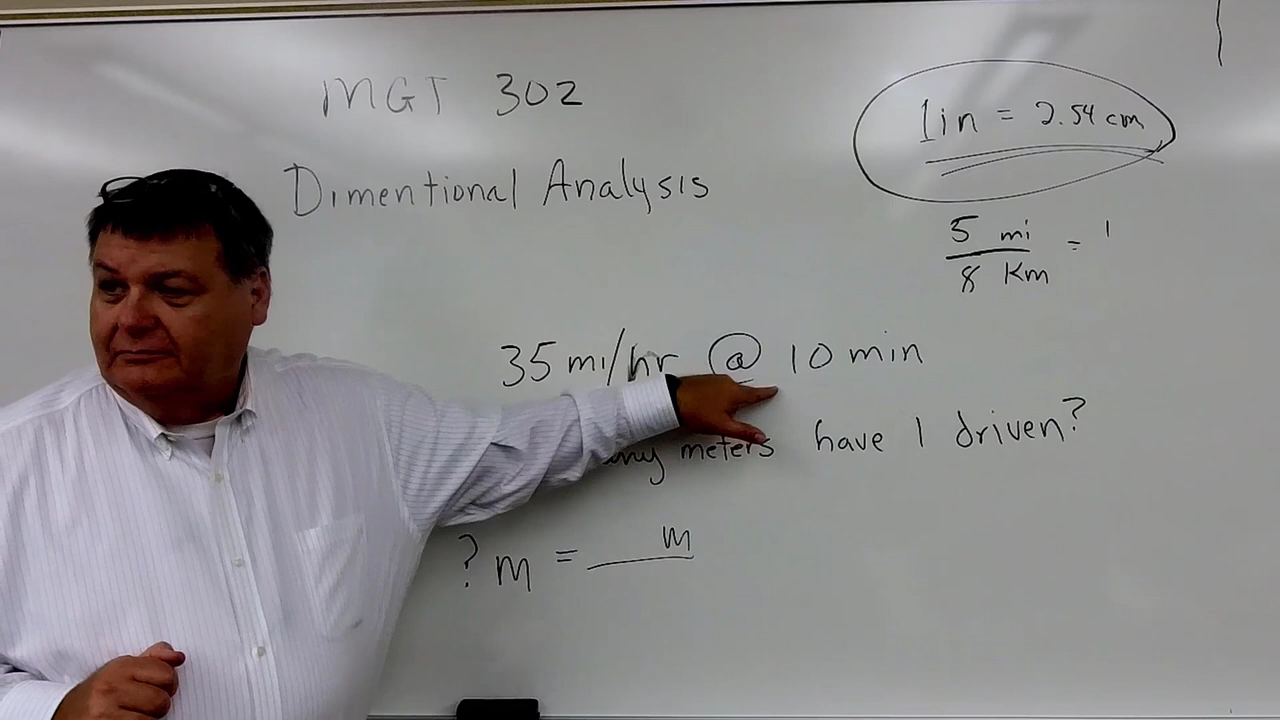 MGT 302
Dimentional Analysis
1in = 2.54 cm
5 mi
8 Km
= 1
35 mi/hr @ 10 min
meters have I driven?
? m = m